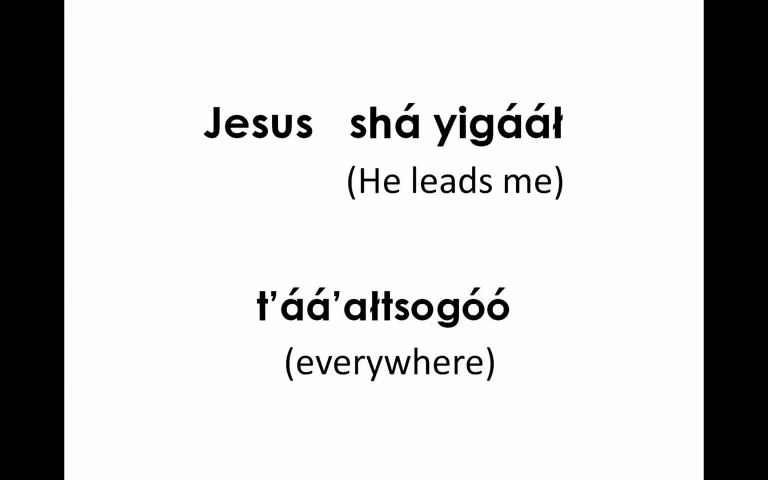 Jesus shá yigááł
(He leads me)
t’áá’ałtsogóó
(everywhere)